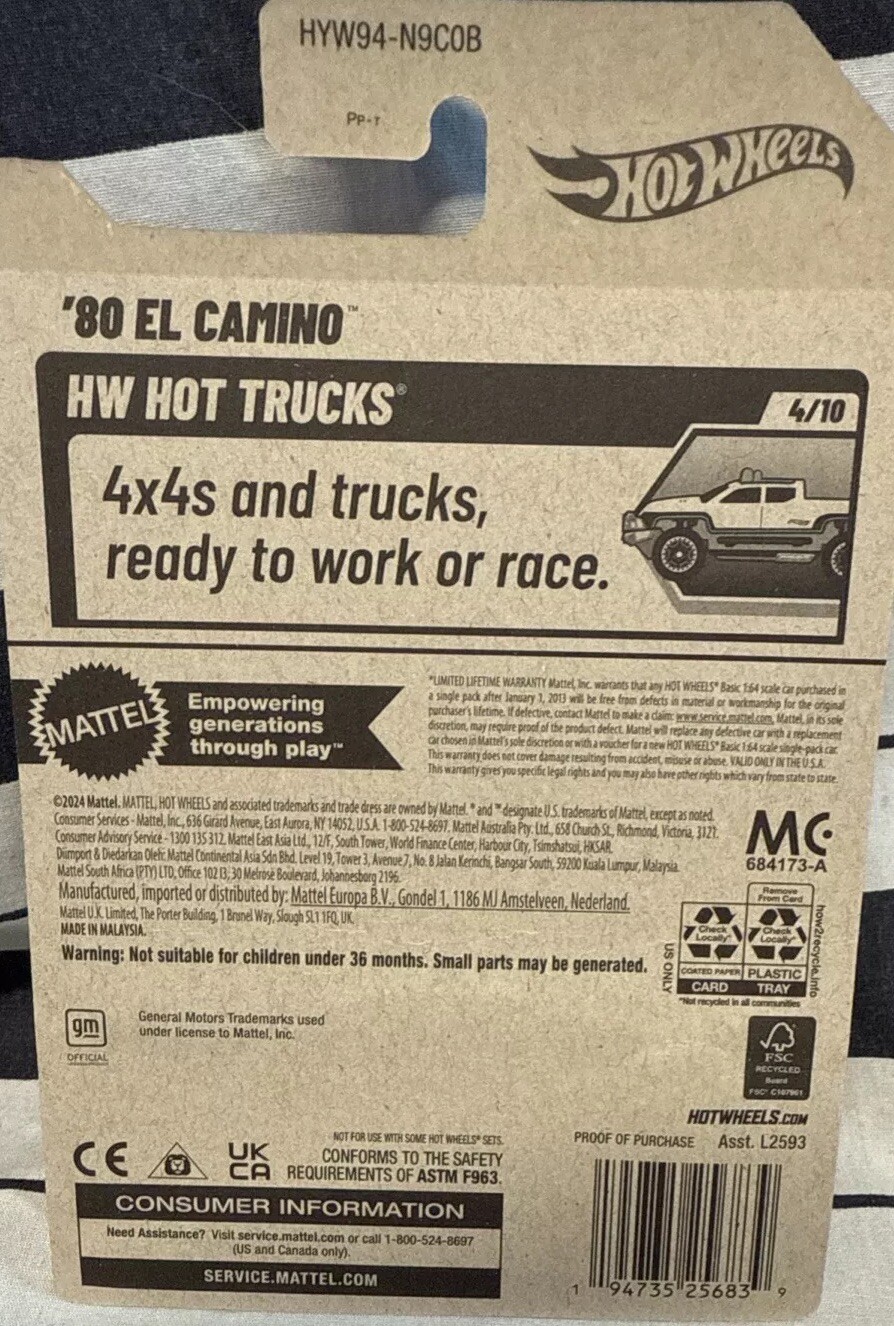 HYW94-N9C0B
PP-T
HOT WHEELS
'80 EL CAMINO™
HW HOT TRUCKS®
4/10
4x4s and trucks,
ready to work or race.
MATTEL
Empowering
generations
through play™
*LIMITED LIFETIME WARRANTY Mattel, Inc. warrants that any HOT WHEELS® Basic 1:64 scale car purchased in
a single pack after January 1, 2013 will be free from defects in material or workmanship for the original
purchaser's lifetime. If defective, contact Mattel to make a claim: www.service.mattel.com. Mattel, in its sole
discretion, may require proof of the product defect. Mattel will replace any defective car with a replacement
car chosen in Mattel's sole discretion or with a voucher for a new HOT WHEELS® Basic 1:64 scale single-pack car.
This warranty does not cover damage resulting from accident, misuse or abuse. VALID ONLY IN THE U.S.A.
This warranty gives you specific legal rights and you may also have other rights which vary from state to state.
©2024 Mattel. MATTEL, HOT WHEELS and associated trademarks and trade dress are owned by Mattel. ® and ™ designate U.S. trademarks of Mattel, except as noted.
Consumer Services - Mattel, Inc., 636 Girard Avenue, East Aurora, NY 14052, U.S.A. 1-800-524-8697. Mattel Australia Pty. Ltd., 658 Church St., Richmond, Victoria, 3121.
Consumer Advisory Service - 1300 135 312. Mattel East Asia Ltd., 12/F, South Tower, World Finance Center, Harbour City, Tsimshatsui, HKSAR.
Diimport & Diedarkan Oleh: Mattel Continental Asia Sdn Bhd. Level 19, Tower 3, Avenue 7, No. 8 Jalan Kerinchi, Bangsar South, 59200 Kuala Lumpur, Malaysia.
Mattel South Africa (PTY) LTD, Office 102 I3, 30 Melrose Boulevard, Johannesborg 2196.
Manufactured, imported or distributed by: Mattel Europa B.V., Gondel 1, 1186 MJ Amstelveen, Nederland.
Mattel U.K. Limited, The Porter Building, 1 Brunel Way, Slough SL1 1FQ, UK.
MADE IN MALAYSIA.
Warning: Not suitable for children under 36 months. Small parts may be generated.
MC
684173-A
Remove
From Card
Check
Locally*
Check
Locally*
COATED PAPER
PLASTIC
CARD
TRAY
US ONLY
how2recycle.info
*Not recycled in all communities
gm
OFFICIAL
General Motors Trademarks used
under license to Mattel, Inc.
FSC
RECYCLED
Board
FSC® C107961
HOTWHEELS.COM
PROOF OF PURCHASE
Asst. L2593
CE
UK
CA
NOT FOR USE WITH SOME HOT WHEELS® SETS.
CONFORMS TO THE SAFETY
REQUIREMENTS OF ASTM F963.
CONSUMER INFORMATION
Need Assistance? Visit service.mattel.com or call 1-800-524-8697
(US and Canada only).
SERVICE.MATTEL.COM
1 94735 25683 9